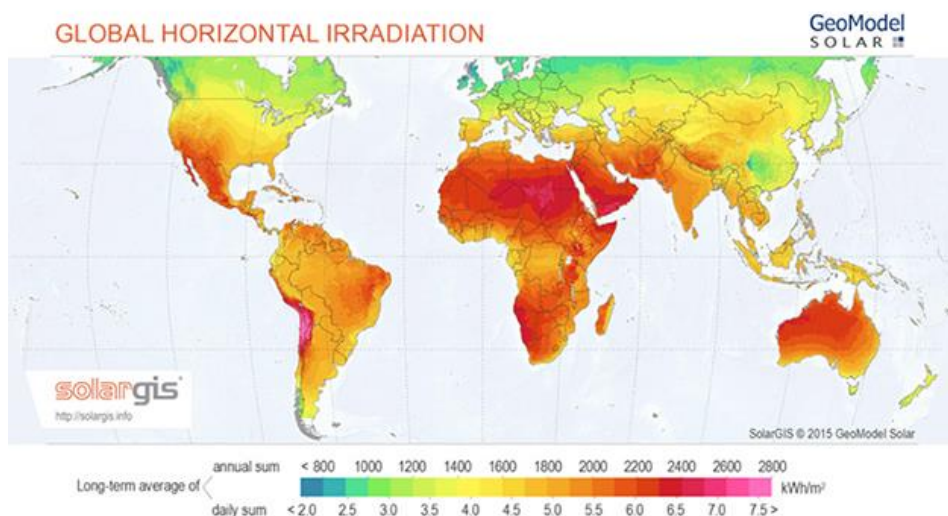 GLOBAL HORIZONTAL IRRADIATION
GeoModel
SOLAR
solargis
http://solargis.info
SolarGIS © 2015 GeoModel Solar
Long-term average of
annual sum < 800 1000 1200 1400 1600 1800 2000 2200 2400 2600 2800
kWh/m²
daily sum < 2.0 2.5 3.0 3.5 4.0 4.5 5.0 5.5 6.0 6.5 7.0 7.5 >